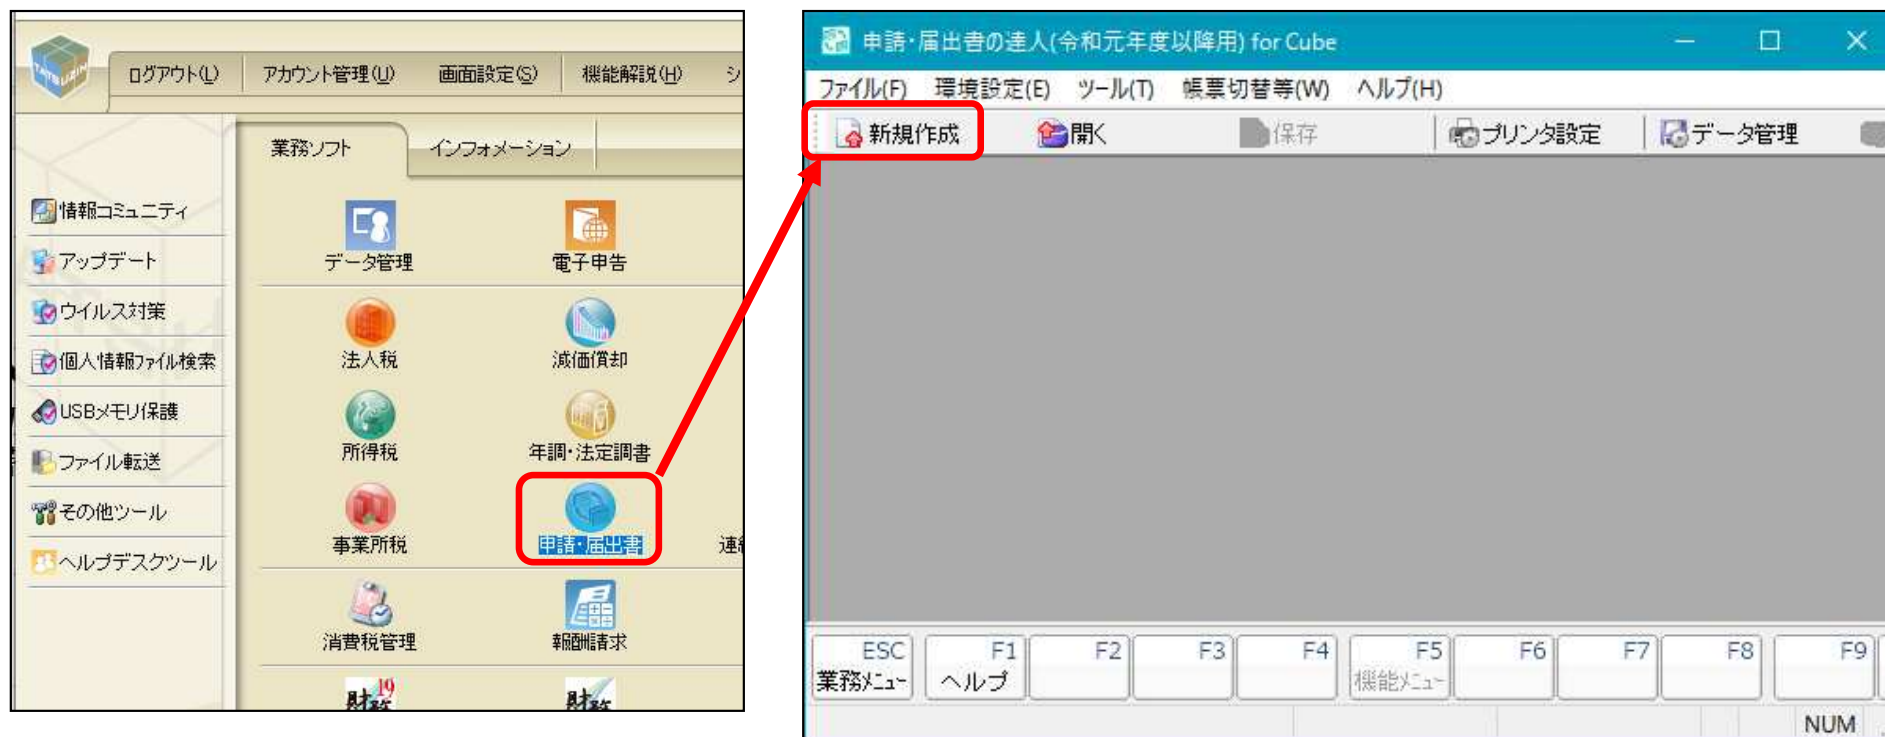 TATSUZIN
ログアウト(L) アカウント管理(U) 画面設定(S) 機能解説(H) シ
業務ソフト インフォメーション
情報コミュニティ
アップデート
ウイルス対策
個人情報ファイル検索
USBメモリ保護
ファイル転送
その他ツール
ヘルプデスクツール
データ管理 電子申告
法人税 減価償却
所得税 年調・法定調書
事業所税 申請・届出書
消費税管理 報酬請求
財務 19 財務
申請・届出書の達人(令和元年度以降用) for Cube
ファイル(F) 環境設定(E) ツール(T) 帳票切替等(W) ヘルプ(H)
新規作成 開く 保存 プリンタ設定 データ管理
ESC F1 F2 F3 F4 F5 F6 F7 F8 F9
業務メニュー ヘルプ 機能メニュー
NUM